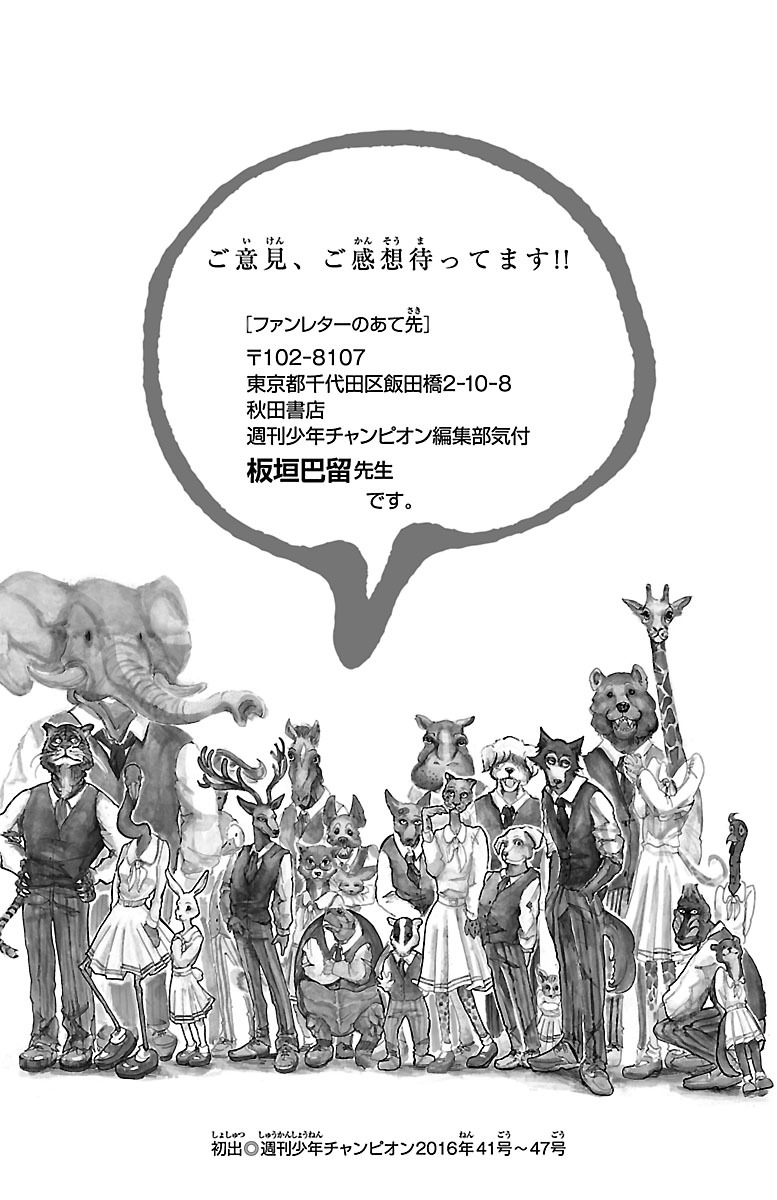 ご意見、ご感想待ってます!!
[ファンレターのあて先]
〒102-8107
東京都千代田区飯田橋2-10-8
秋田書店
週刊少年チャンピオン編集部気付
板垣巴留先生
です。
初出◎週刊少年チャンピオン2016年41号～47号